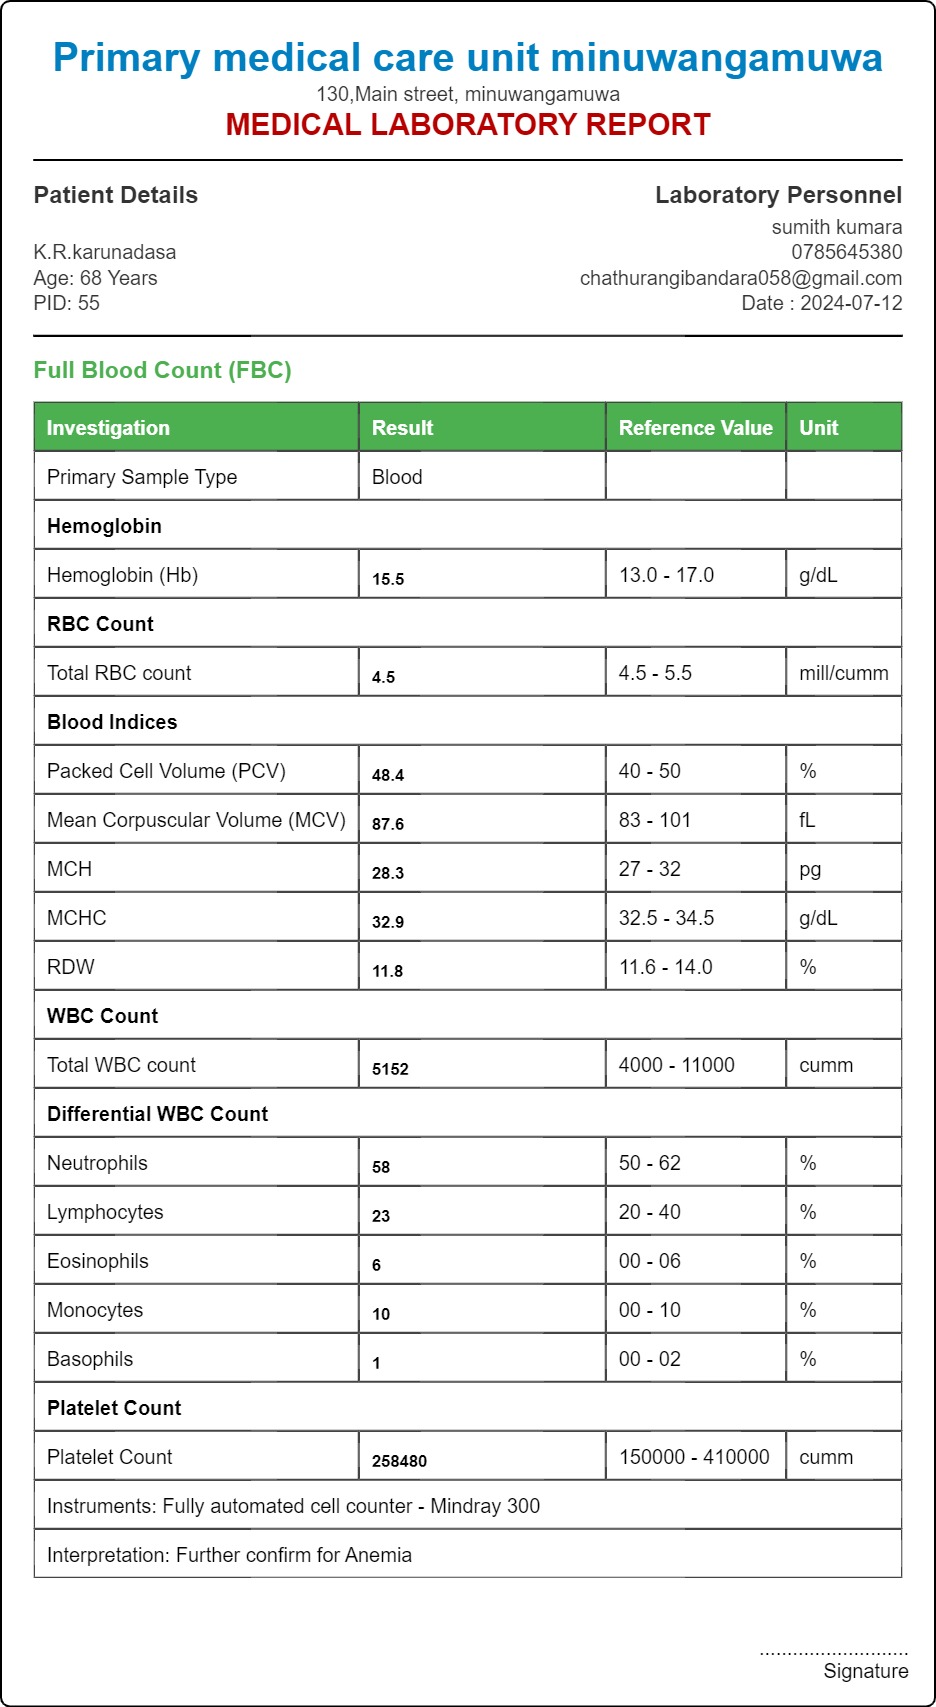 Primary medical care unit minuwangamuwa
130,Main street, minuwangamuwa
MEDICAL LABORATORY REPORT
Patient Details
K.R.karunadasa
Age: 68 Years
PID: 55
Laboratory Personnel
sumith kumara
0785645380
chathurangibandara058@gmail.com
Date : 2024-07-12
Full Blood Count (FBC)
Investigation Result Reference Value Unit
Primary Sample Type Blood
Hemoglobin
Hemoglobin (Hb) 15.5 13.0 - 17.0 g/dL
RBC Count
Total RBC count 4.5 4.5 - 5.5 mill/cumm
Blood Indices
Packed Cell Volume (PCV) 48.4 40 - 50 %
Mean Corpuscular Volume (MCV) 87.6 83 - 101 fL
MCH 28.3 27 - 32 pg
MCHC 32.9 32.5 - 34.5 g/dL
RDW 11.8 11.6 - 14.0 %
WBC Count
Total WBC count 5152 4000 - 11000 cumm
Differential WBC Count
Neutrophils 58 50 - 62 %
Lymphocytes 23 20 - 40 %
Eosinophils 6 00 - 06 %
Monocytes 10 00 - 10 %
Basophils 1 00 - 02 %
Platelet Count
Platelet Count 258480 150000 - 410000 cumm
Instruments: Fully automated cell counter - Mindray 300
Interpretation: Further confirm for Anemia
...........................
Signature